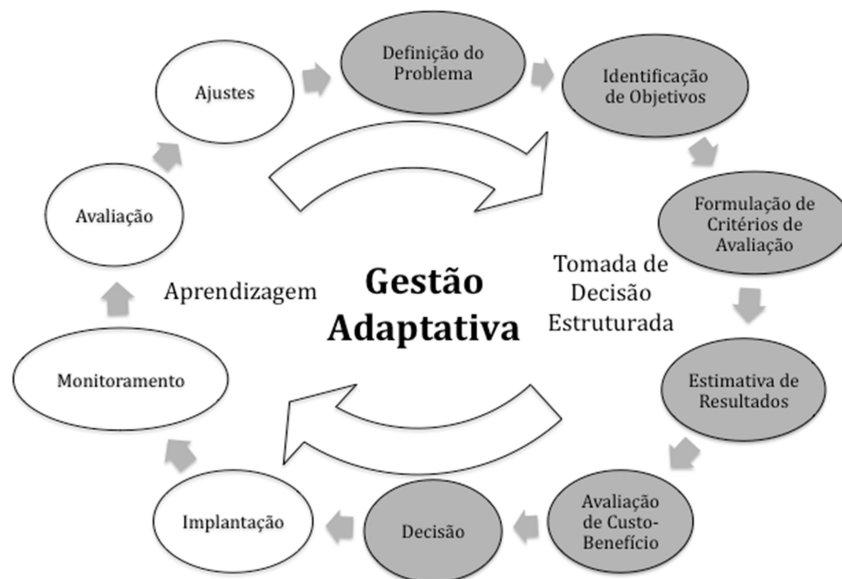 Definição do
Problema
Identificação
de Objetivos
Formulação de
Critérios de
Avaliação
Estimativa de
Resultados
Avaliação
de Custo-
Benefício
Decisão
Implantação
Monitoramento
Avaliação
Ajustes
Aprendizagem
Gestão
Adaptativa
Tomada de
Decisão
Estruturada